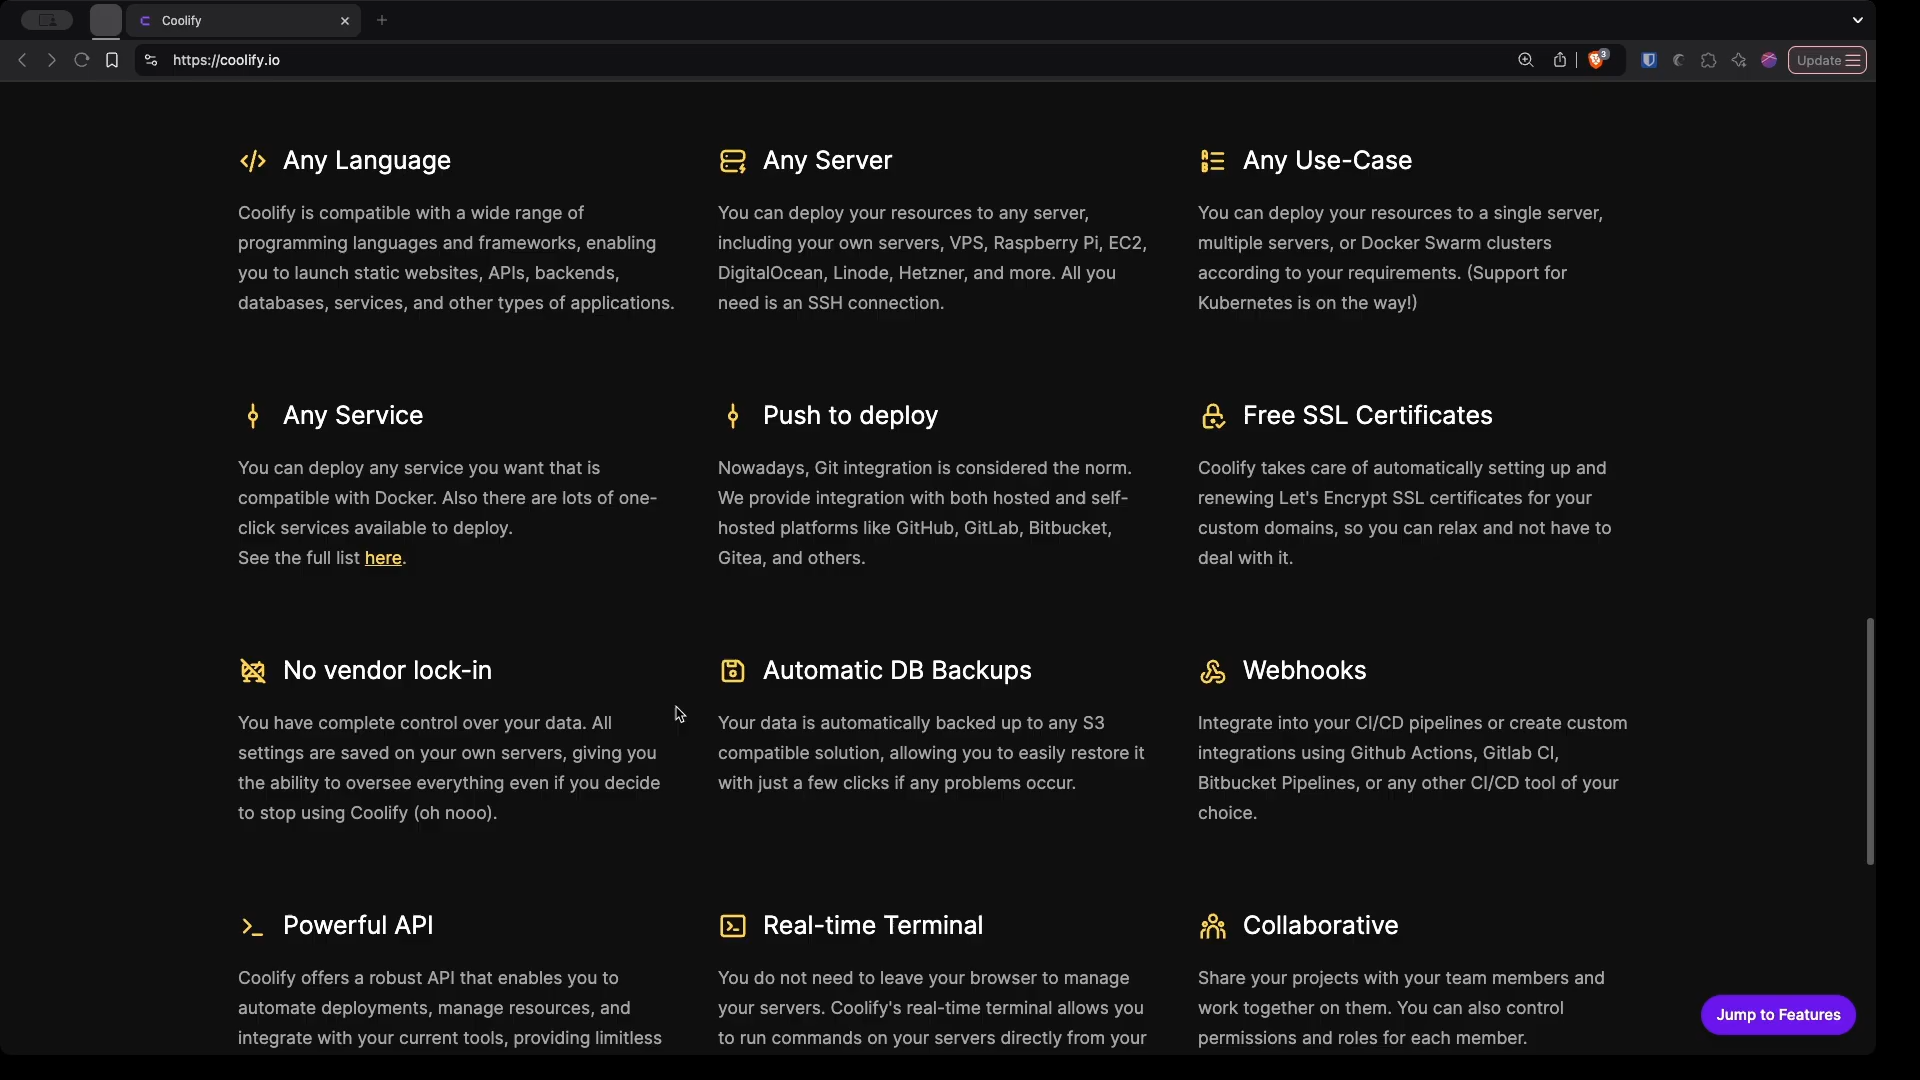 Coolify
https://coolify.io
3
Update
Any Language
Coolify is compatible with a wide range of
programming languages and frameworks, enabling
you to launch static websites, APIs, backends,
databases, services, and other types of applications.
Any Server
You can deploy your resources to any server,
including your own servers, VPS, Raspberry Pi, EC2,
DigitalOcean, Linode, Hetzner, and more. All you
need is an SSH connection.
Any Use-Case
You can deploy your resources to a single server,
multiple servers, or Docker Swarm clusters
according to your requirements. (Support for
Kubernetes is on the way!)
Any Service
You can deploy any service you want that is
compatible with Docker. Also there are lots of one-
click services available to deploy.
See the full list here.
Push to deploy
Nowadays, Git integration is considered the norm.
We provide integration with both hosted and self-
hosted platforms like GitHub, GitLab, Bitbucket,
Gitea, and others.
Free SSL Certificates
Coolify takes care of automatically setting up and
renewing Let's Encrypt SSL certificates for your
custom domains, so you can relax and not have to
deal with it.
No vendor lock-in
You have complete control over your data. All
settings are saved on your own servers, giving you
the ability to oversee everything even if you decide
to stop using Coolify (oh nooo).
Automatic DB Backups
Your data is automatically backed up to any S3
compatible solution, allowing you to easily restore it
with just a few clicks if any problems occur.
Webhooks
Integrate into your CI/CD pipelines or create custom
integrations using Github Actions, Gitlab CI,
Bitbucket Pipelines, or any other CI/CD tool of your
choice.
Powerful API
Coolify offers a robust API that enables you to
automate deployments, manage resources, and
integrate with your current tools, providing limitless
Real-time Terminal
You do not need to leave your browser to manage
your servers. Coolify's real-time terminal allows you
to run commands on your servers directly from your
Collaborative
Share your projects with your team members and
work together on them. You can also control
permissions and roles for each member.
Jump to Features